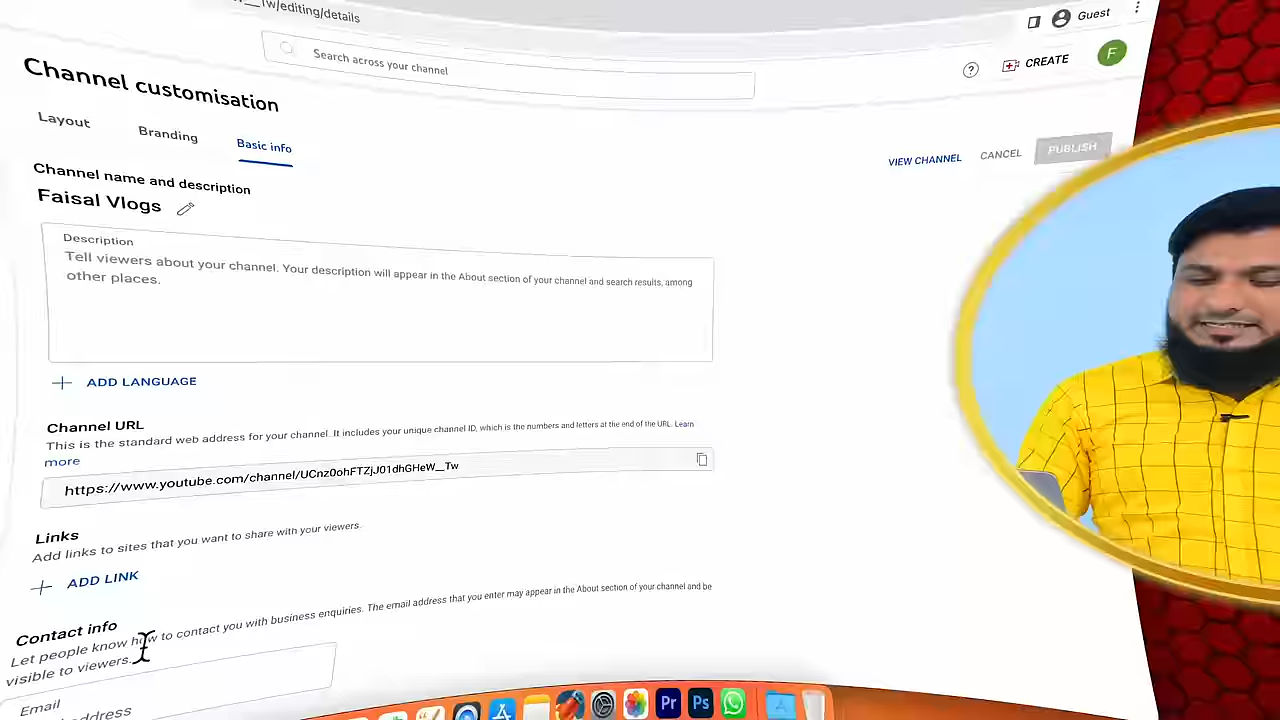 /editing/details
Guest
Search across your channel
CREATE
F
Channel customisation
Layout
Branding
Basic info
VIEW CHANNEL
CANCEL
PUBLISH
Channel name and description
Faisal Vlogs
Description
Tell viewers about your channel. Your description will appear in the About section of your channel and search results, among
other places.
ADD LANGUAGE
Channel URL
This is the standard web address for your channel. It includes your unique channel ID, which is the numbers and letters at the end of the URL. Learn
more
https://www.youtube.com/channel/UCnz0ohFTZjJ01dhGHeW__Tw
Links
Add links to sites that you want to share with your viewers.
ADD LINK
Contact info
Let people know how to contact you with business enquiries. The email address that you enter may appear in the About section of your channel and be
visible to viewers.
Email
address
Pr
Ps